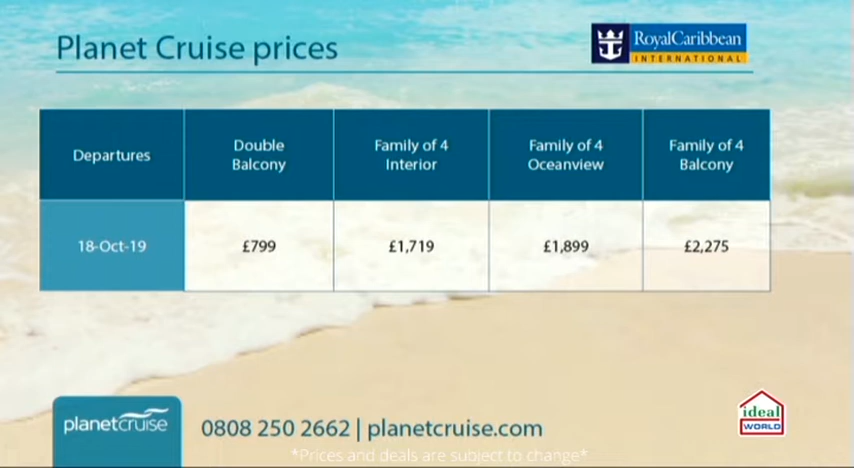 Planet Cruise prices
RoyalCaribbean
INTERNATIONAL
Departures
Double
Balcony
Family of 4
Interior
Family of 4
Oceanview
Family of 4
Balcony
18-Oct-19
£799
£1,719
£1,899
£2,275
planetcruise
0808 250 2662 | planetcruise.com
ideal
WORLD
*Prices and deals are subject to change*